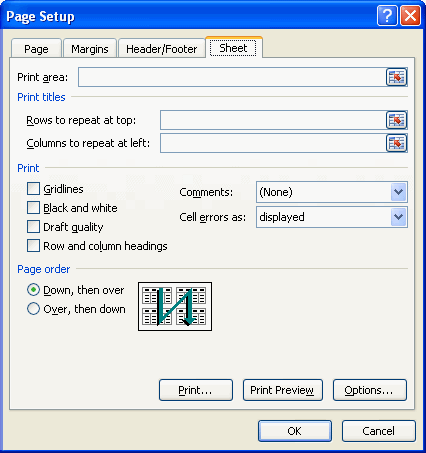 Page Setup
Page Margins Header/Footer Sheet
Print area:
Print titles
Rows to repeat at top:
Columns to repeat at left:
Print
Gridlines Comments: (None)
Black and white Cell errors as: displayed
Draft quality
Row and column headings
Page order
Down, then over
Over, then down
Print... Print Preview Options...
OK Cancel